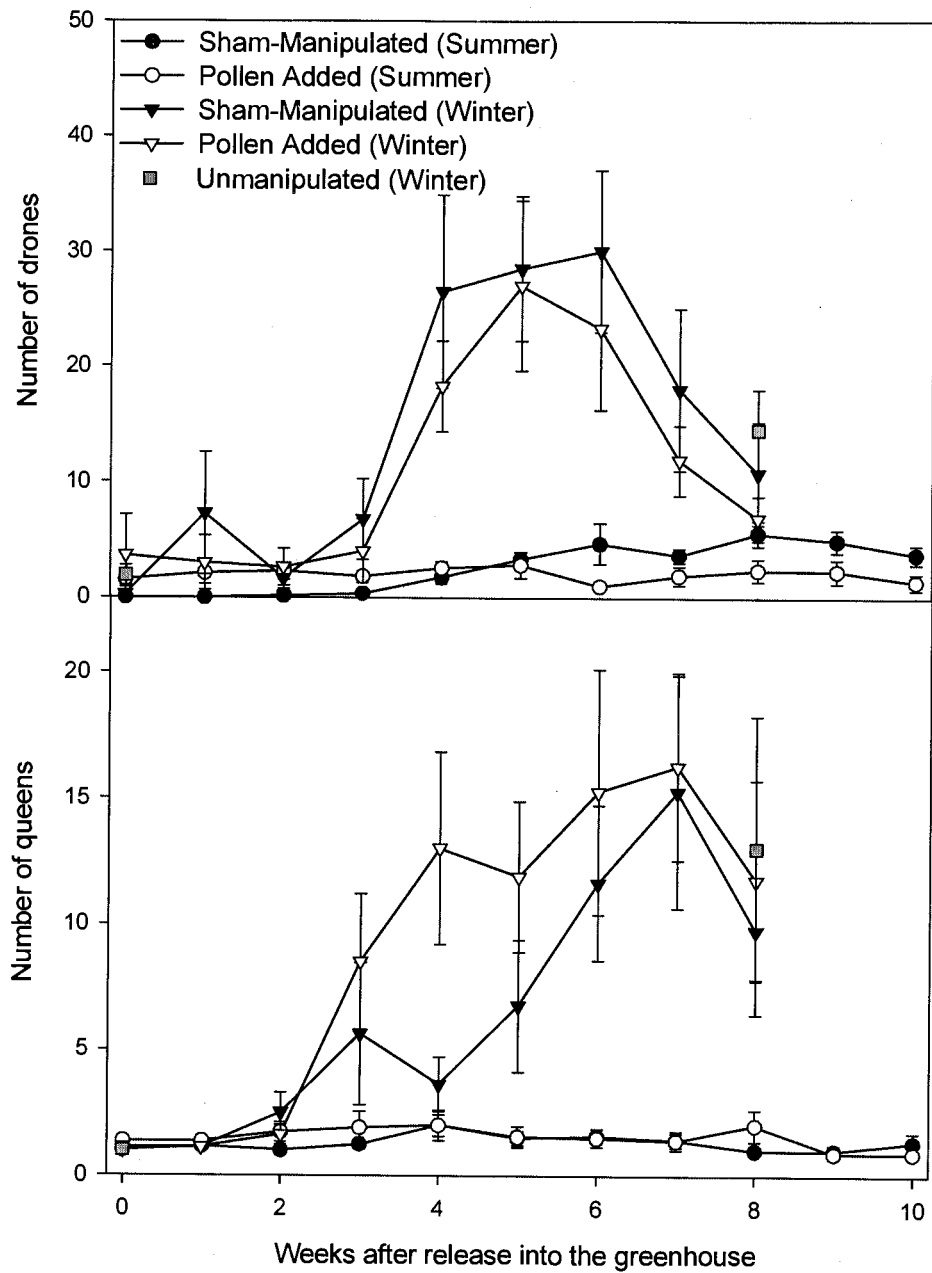 50
Sham-Manipulated (Summer)
Pollen Added (Summer)
Sham-Manipulated (Winter)
40
Pollen Added (Winter)
Unmanipulated (Winter)
30
20
10
0
Number of drones
20
15
10
5
0
Number of queens
0 2 4 6 8 10
Weeks after release into the greenhouse